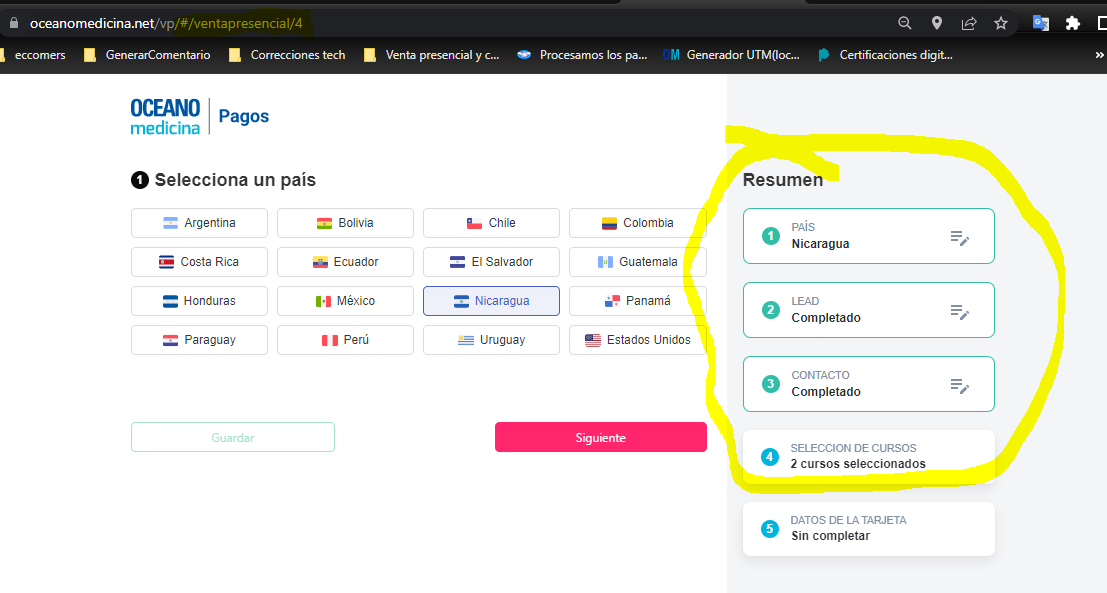 oceanomedicina.net/vp/#/ventapresencial/4
eccomers
GenerarComentario
Correcciones tech
Venta presencial y c...
Procesamos los pa...
DM
Generador UTM(loc...
Certificaciones digit...
»
OCEANO
medicina
Pagos
1 Selecciona un país
Argentina
Bolivia
Chile
Colombia
Costa Rica
Ecuador
El Salvador
Guatemala
Honduras
México
Nicaragua
Panamá
Paraguay
Perú
Uruguay
Estados Unidos
Guardar
Siguiente
Resumen
1
PAÍS
Nicaragua
2
LEAD
Completado
3
CONTACTO
Completado
4
SELECCION DE CURSOS
2 cursos seleccionados
5
DATOS DE LA TARJETA
Sin completar